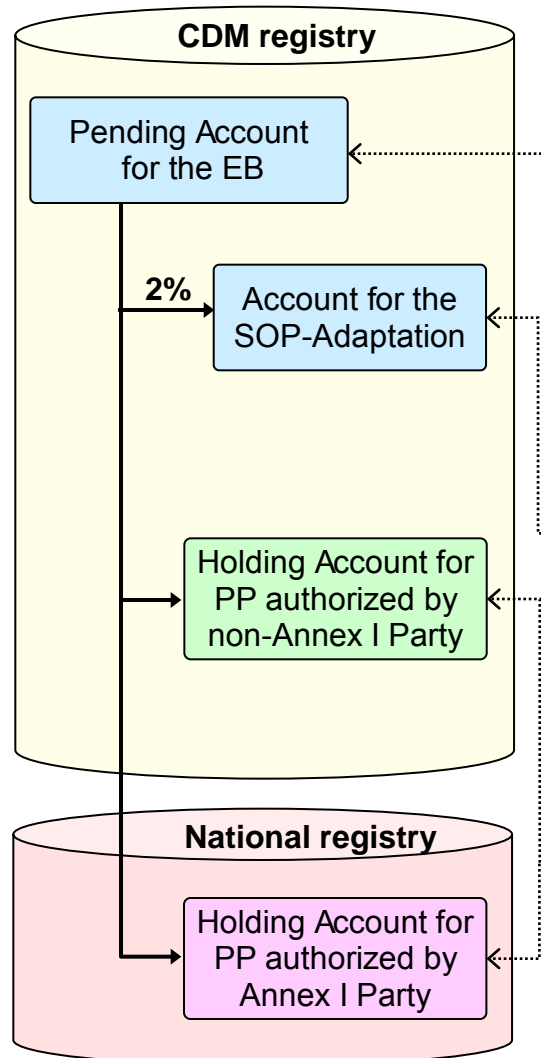 CDM registry
Pending Account
for the EB
2%
Account for the
SOP-Adaptation
Holding Account for
PP authorized by
non-Annex I Party
National registry
Holding Account for
PP authorized by
Annex I Party